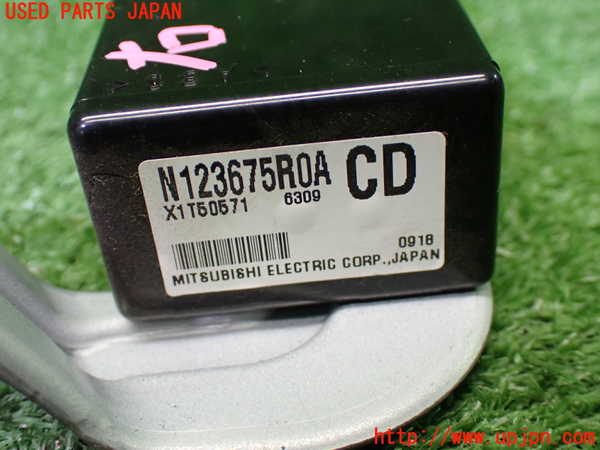 USED PARTS JAPAN
N123675R0A CD
X1T50571 6309
0918
MITSUBISHI ELECTRIC CORP.,JAPAN
http://www.upjpn.com